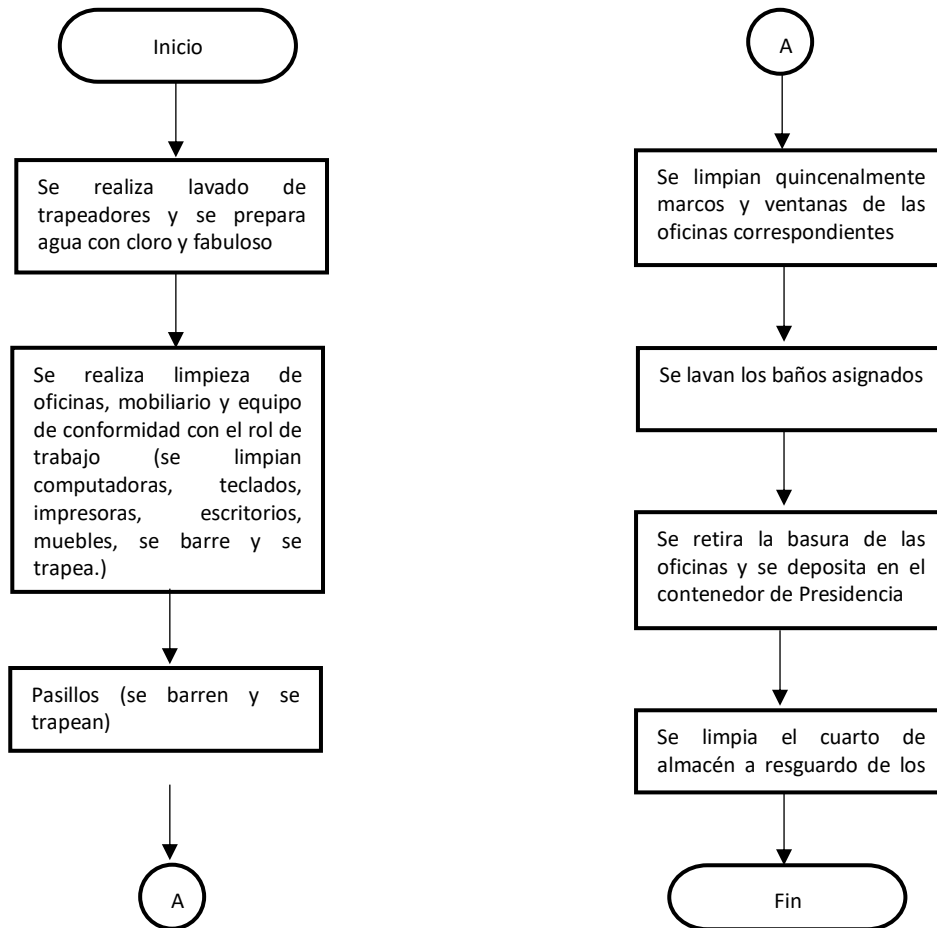 Inicio
Se realiza lavado de
trapeadores y se prepara
agua con cloro y fabuloso
Se realiza limpieza de
oficinas, mobiliario y equipo
de conformidad con el rol de
trabajo (se limpian
computadoras, teclados,
impresoras, escritorios,
muebles, se barre y se
trapea.)
Pasillos (se barren y se
trapean)
A
A
Se limpian quincenalmente
marcos y ventanas de las
oficinas correspondientes
Se lavan los baños asignados
Se retira la basura de las
oficinas y se deposita en el
contenedor de Presidencia
Se limpia el cuarto de
almacén a resguardo de los
Fin